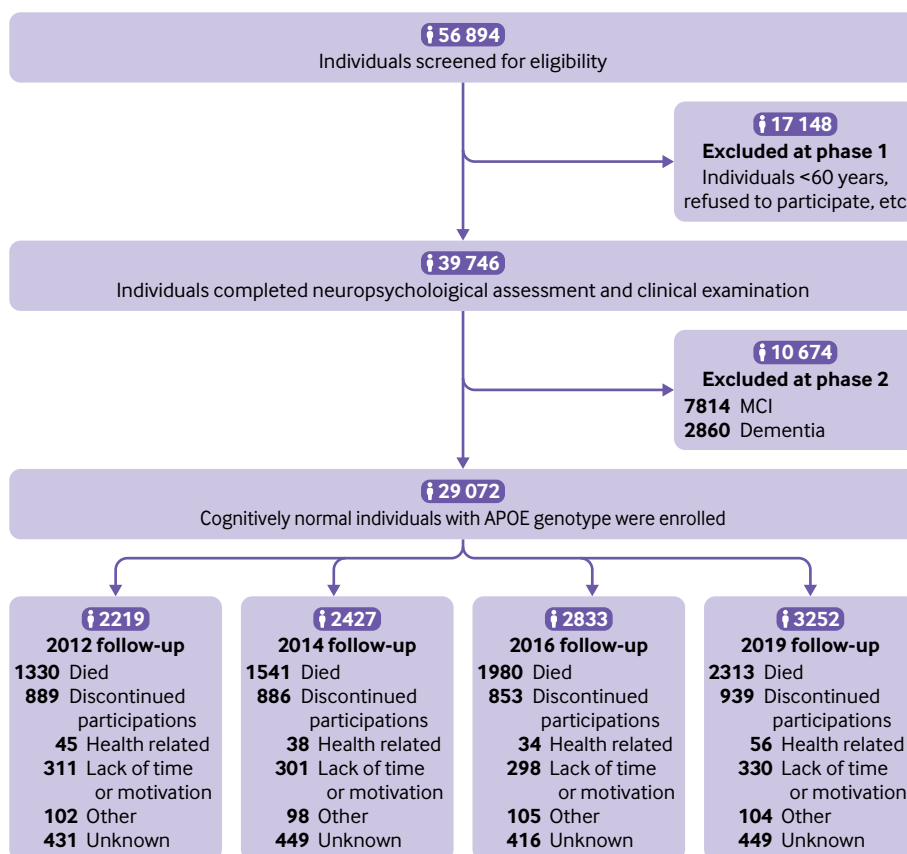 56 894
Individuals screened for eligibility
17 148
Excluded at phase 1
Individuals <60 years,
refused to participate, etc
39 746
Individuals completed neuropsycholoigical assessment and clinical examination
10 674
Excluded at phase 2
7814 MCI
2860 Dementia
29 072
Cognitively normal individuals with APOE genotype were enrolled
2219
2012 follow-up
1330 Died
889 Discontinued
participations
45 Health related
311 Lack of time
or motivation
102 Other
431 Unknown
2427
2014 follow-up
1541 Died
886 Discontinued
participations
38 Health related
301 Lack of time
or motivation
98 Other
449 Unknown
2833
2016 follow-up
1980 Died
853 Discontinued
participations
34 Health related
298 Lack of time
or motivation
105 Other
416 Unknown
3252
2019 follow-up
2313 Died
939 Discontinued
participations
56 Health related
330 Lack of time
or motivation
104 Other
449 Unknown